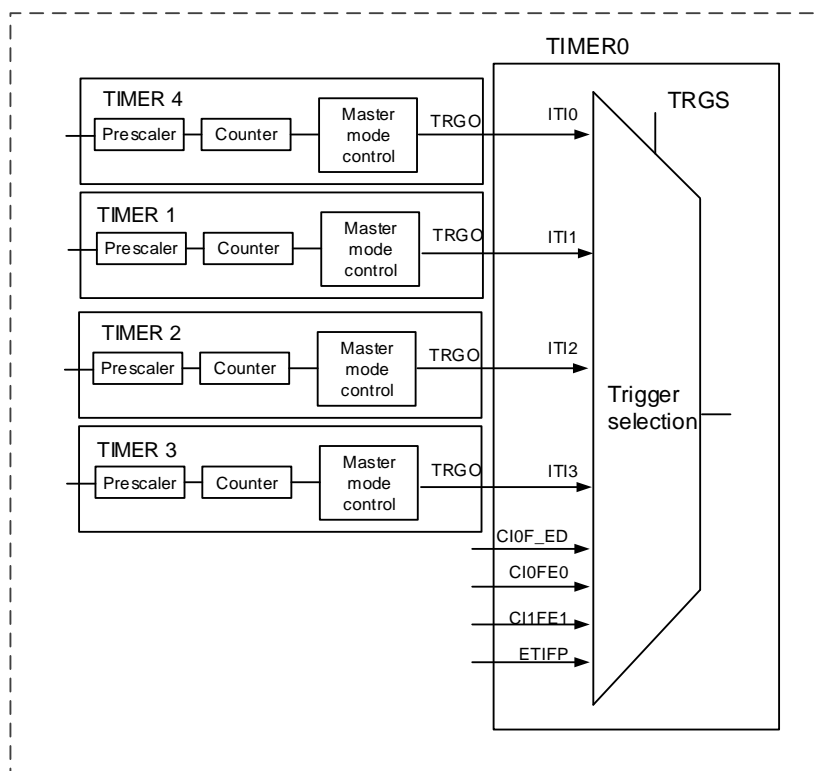 TIMER0
TIMER 4
Prescaler
Counter
Master
mode
control
TRGO
ITI0
TRGS
TIMER 1
Prescaler
Counter
Master
mode
control
TRGO
ITI1
TIMER 2
Prescaler
Counter
Master
mode
control
TRGO
ITI2
Trigger
selection
TIMER 3
Prescaler
Counter
Master
mode
control
TRGO
ITI3
CI0F_ED
CI0FE0
CI1FE1
ETIFP